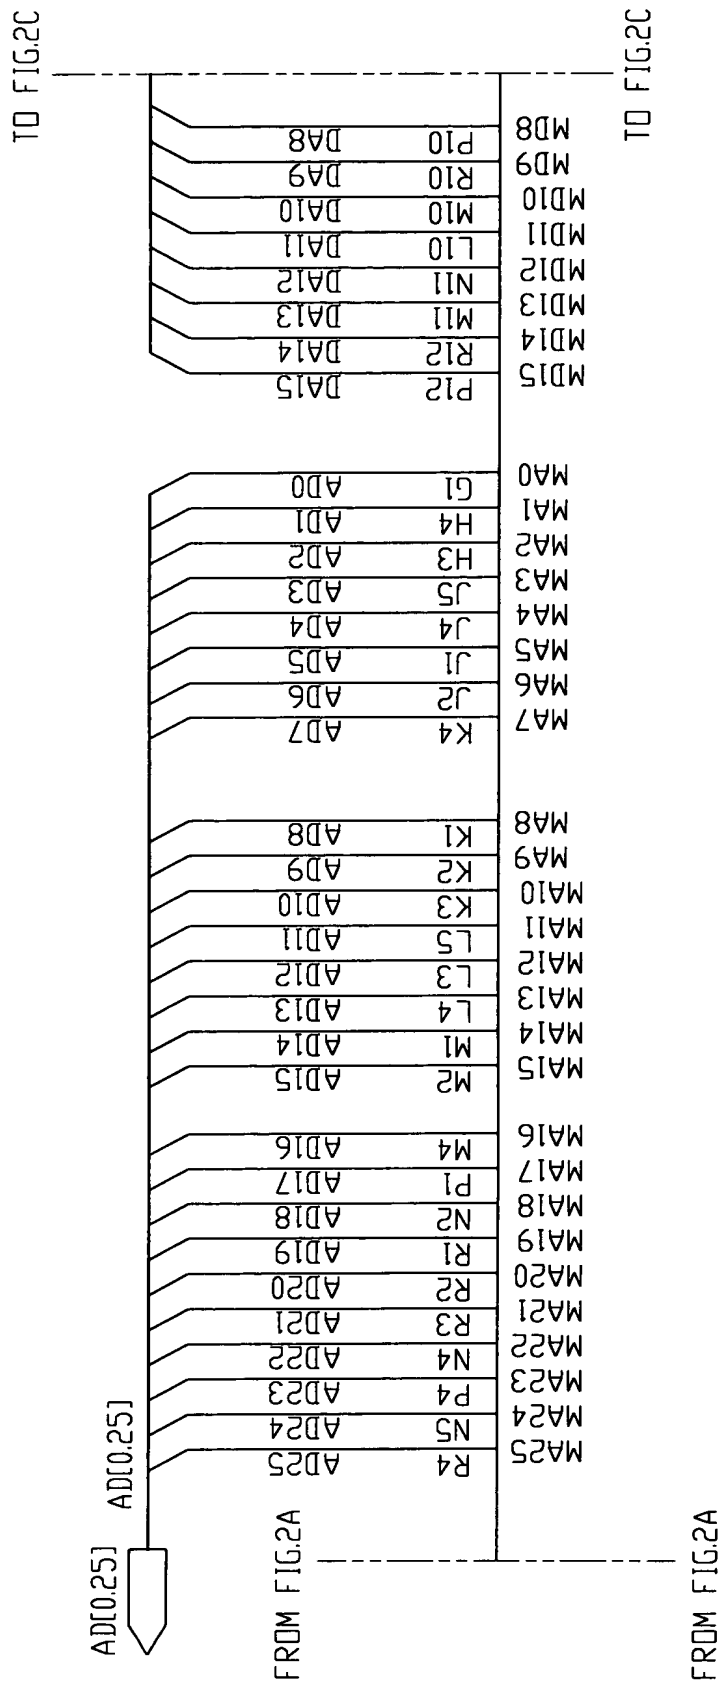 TO FIG.2C
TO FIG.2C
DA8 P10 MD8
DA9 R10 MD9
DA10 M10 MD10
DA11 L10 MD11
DA12 N11 MD12
DA13 M11 MD13
DA14 R12 MD14
DA15 P12 MD15
AD0 G1 MA0
AD1 H4 MA1
AD2 H3 MA2
AD3 J5 MA3
AD4 J4 MA4
AD5 J1 MA5
AD6 J2 MA6
AD7 K4 MA7
AD8 K1 MA8
AD9 K2 MA9
AD10 K3 MA10
AD11 L5 MA11
AD12 L3 MA12
AD13 L4 MA13
AD14 M1 MA14
AD15 M2 MA15
AD16 M4 MA16
AD17 P1 MA17
AD18 N2 MA18
AD19 R1 MA19
AD20 R2 MA20
AD21 R3 MA21
AD22 N4 MA22
AD23 P4 MA23
AD24 N5 MA24
AD25 R4 MA25
AD[0.25]
AD[0.25]
FROM FIG.2A
FROM FIG.2A